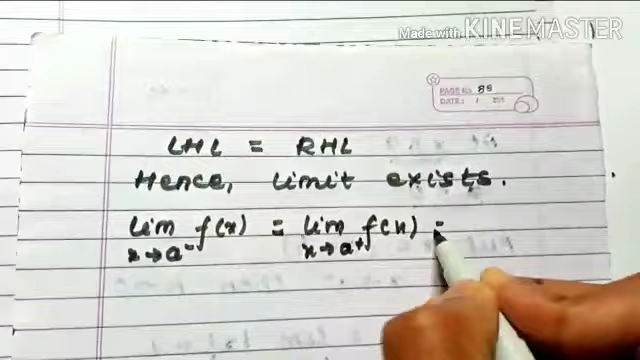 Made with KINEMASTER
PAGE No. 88
DATE: / /
LHL = RHL
Hence, limit exists.
lim f(x) = lim f(x) =
x→a⁻ x→a⁺